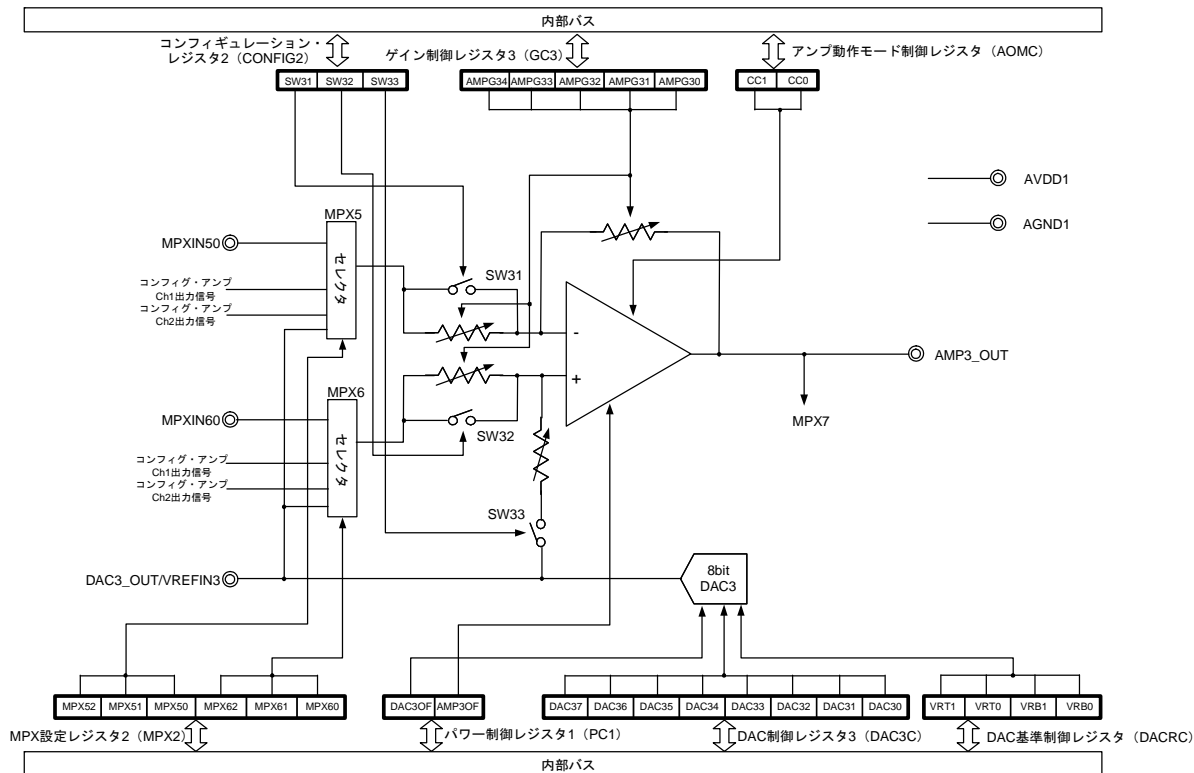 内部バス
コンフィギュレーション・
レジスタ2（CONFIG2）
ゲイン制御レジスタ3（GC3）
アンプ動作モード制御レジスタ（AOMC）
SW31 SW32 SW33
AMPG34 AMPG33 AMPG32 AMPG31 AMPG30
CC1 CC0
AVDD1
AGND1
MPX5
MPXIN50
セレクタ
コンフィグ・アンプ
Ch1出力信号
コンフィグ・アンプ
Ch2出力信号
SW31
-
+
AMP3_OUT
MPX7
MPX6
MPXIN60
セレクタ
コンフィグ・アンプ
Ch1出力信号
コンフィグ・アンプ
Ch2出力信号
SW32
SW33
DAC3_OUT/VREFIN3
8bit
DAC3
MPX52 MPX51 MPX50 MPX62 MPX61 MPX60
DAC3OF AMP3OF
DAC37 DAC36 DAC35 DAC34 DAC33 DAC32 DAC31 DAC30
VRT1 VRT0 VRB1 VRB0
MPX設定レジスタ2（MPX2）
パワー制御レジスタ1（PC1）
DAC制御レジスタ3（DAC3C）
DAC基準制御レジスタ（DACRC）
内部バス